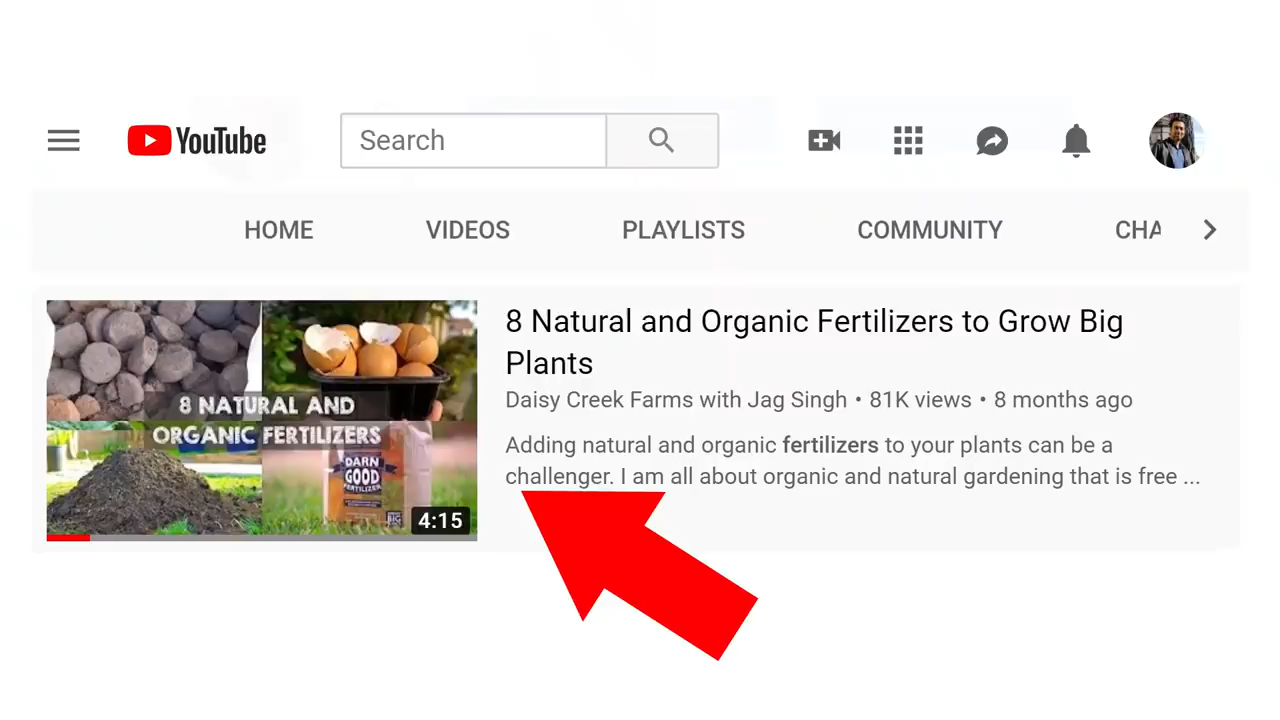 YouTube
Search
HOME VIDEOS PLAYLISTS COMMUNITY CHA
8 Natural and Organic Fertilizers to Grow Big
Plants
Daisy Creek Farms with Jag Singh • 81K views • 8 months ago
Adding natural and organic fertilizers to your plants can be a
challenger. I am all about organic and natural gardening that is free ...
8 NATURAL AND
ORGANIC FERTILIZERS
DARN
GOOD
FERTILIZER
BIG
4:15